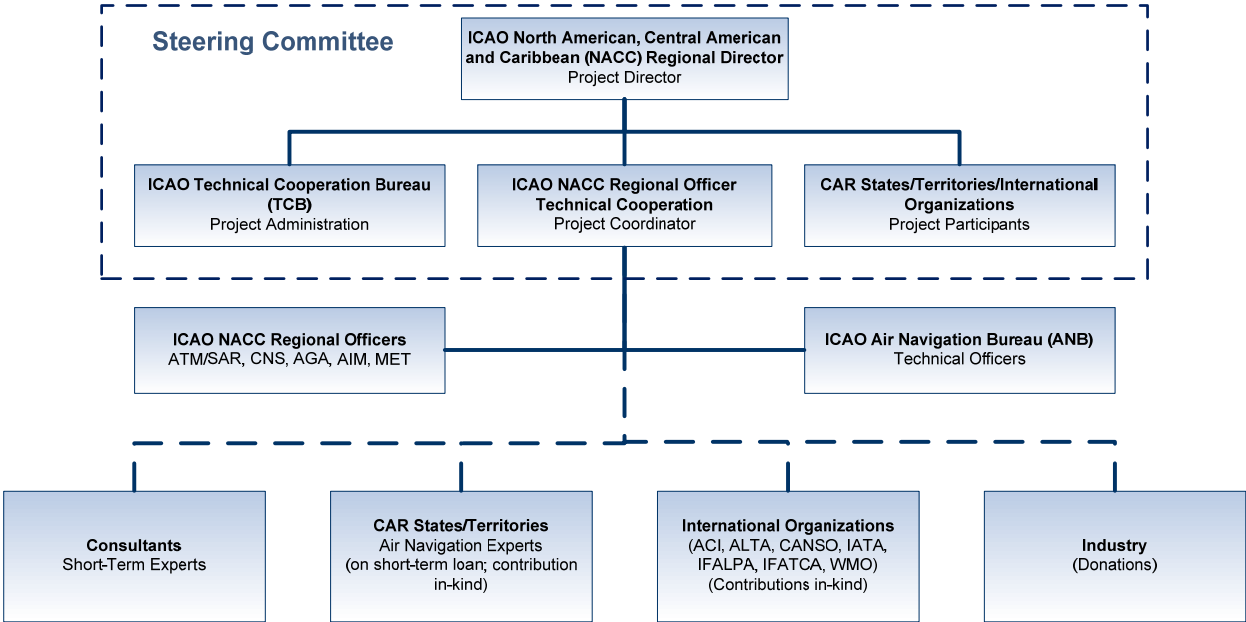 Steering Committee
ICAO North American, Central American
and Caribbean (NACC) Regional Director
Project Director
ICAO Technical Cooperation Bureau
(TCB)
Project Administration
ICAO NACC Regional Officer
Technical Cooperation
Project Coordinator
CAR States/Territories/International
Organizations
Project Participants
ICAO NACC Regional Officers
ATM/SAR, CNS, AGA, AIM, MET
ICAO Air Navigation Bureau (ANB)
Technical Officers
Consultants
Short-Term Experts
CAR States/Territories
Air Navigation Experts
(on short-term loan; contribution
in-kind)
International Organizations
(ACI, ALTA, CANSO, IATA,
IFALPA, IFATCA, WMO)
(Contributions in-kind)
Industry
(Donations)